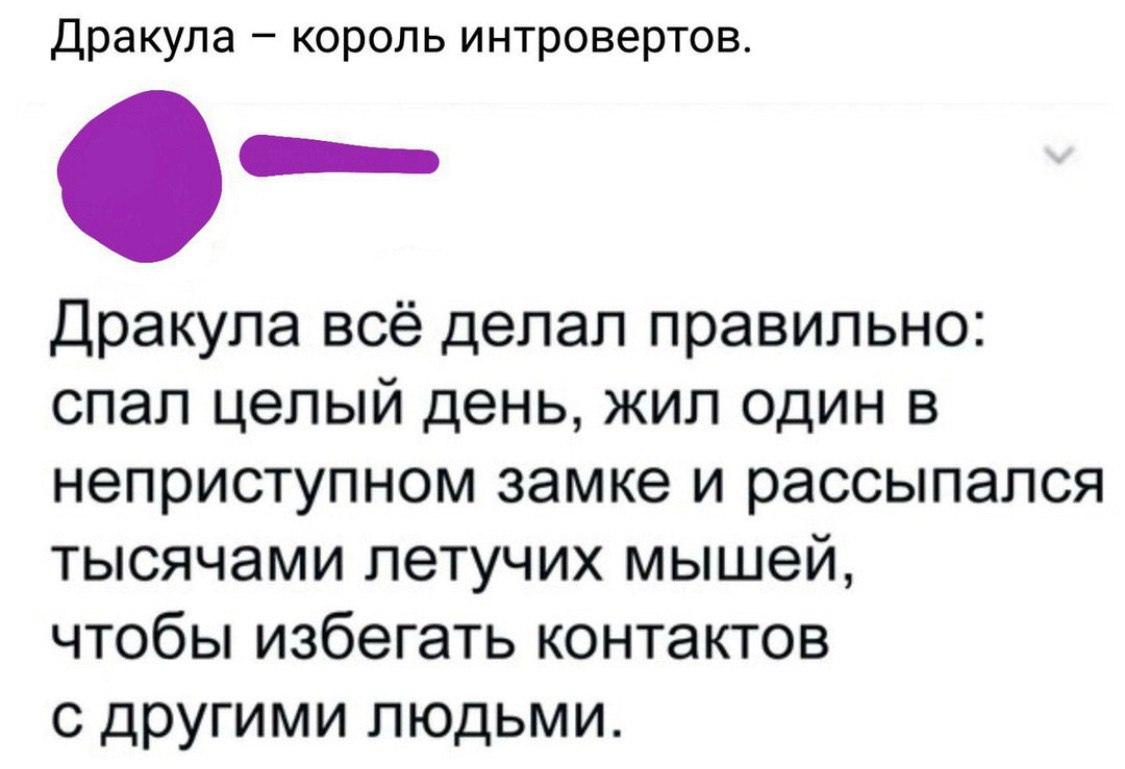 Дракула – король интровертов.
Дракула всё делал правильно:
спал целый день, жил один в
неприступном замке и рассыпался
тысячами летучих мышей,
чтобы избегать контактов
с другими людьми.